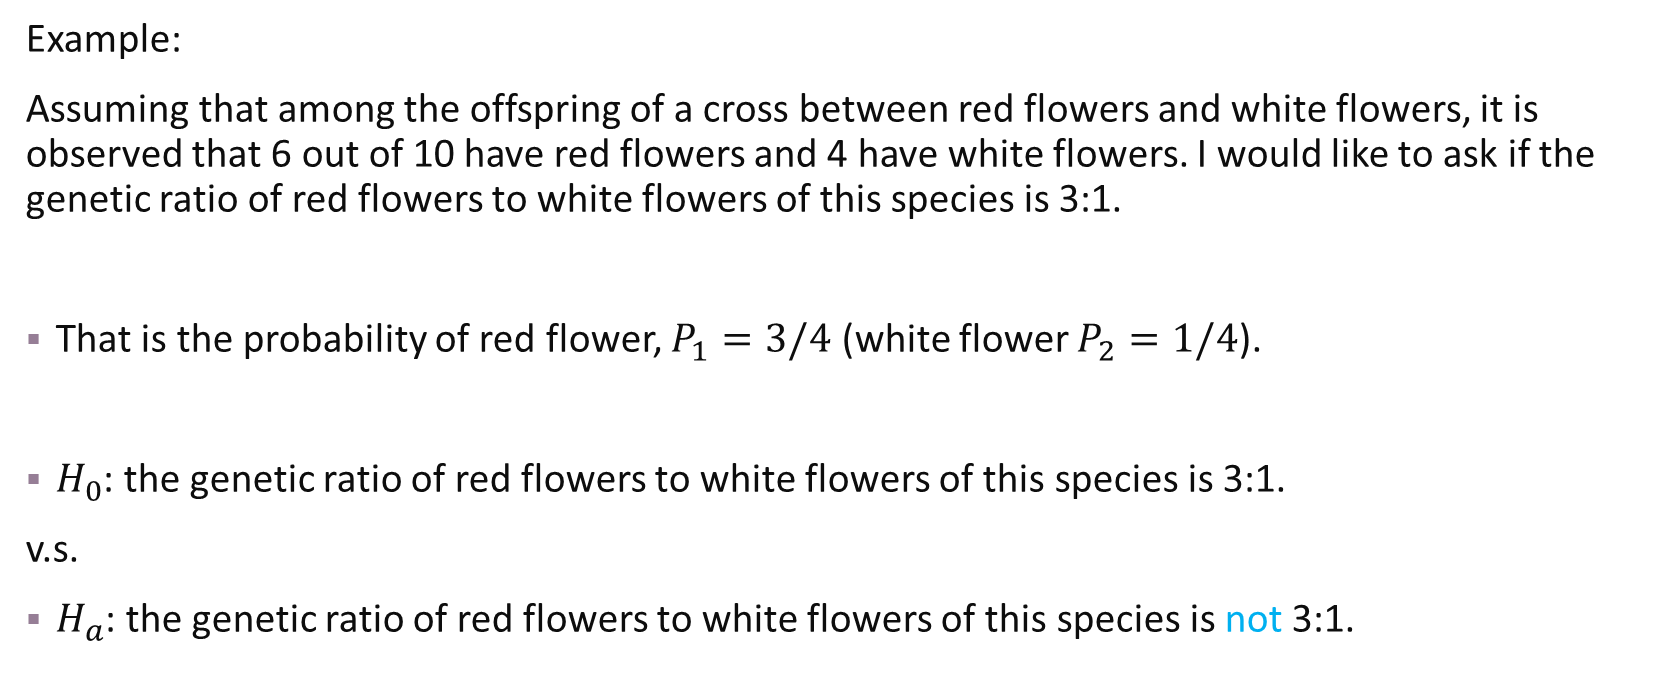 Example:
Assuming that among the offspring of a cross between red flowers and white flowers, it is
observed that 6 out of 10 have red flowers and 4 have white flowers. I would like to ask if the
genetic ratio of red flowers to white flowers of this species is 3:1.
▪ That is the probability of red flower, P₁ = 3/4 (white flower P₂ = 1/4).
▪ H₀: the genetic ratio of red flowers to white flowers of this species is 3:1.
v.s.
▪ Hₐ: the genetic ratio of red flowers to white flowers of this species is not 3:1.